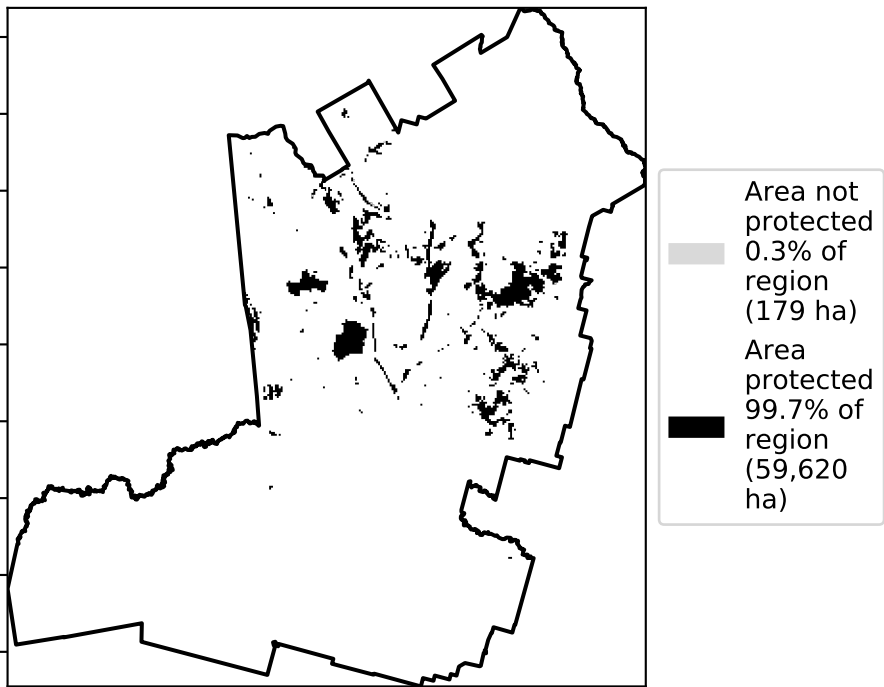 Area not
protected
0.3% of
region
(179 ha)
Area
protected
99.7% of
region
(59,620
ha)